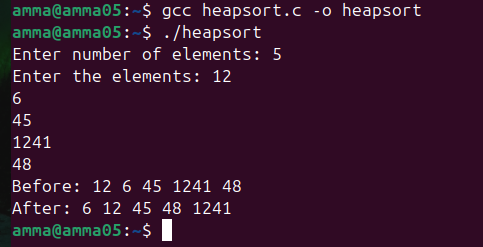 amma@amma05:~$ gcc heapsort.c -o heapsort
amma@amma05:~$ ./heapsort
Enter number of elements: 5
Enter the elements: 12
6
45
1241
48
Before: 12 6 45 1241 48
After: 6 12 45 48 1241
amma@amma05:~$